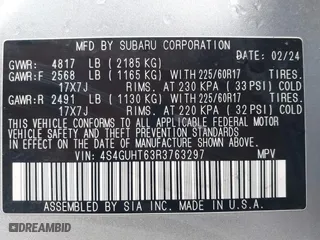 MFD BY SUBARU CORPORATION
DATE: 02/24
GVWR: 4817 LB (2185 KG)
GAWR:F 2568 LB (1165 KG) WITH 225/60R17 TIRES.
17X7J RIMS. AT 230 KPA (33 PSI) COLD
GAWR:R 2491 LB (1130 KG) WITH 225/60R17 TIRES.
17X7J RIMS. AT 220 KPA (32 PSI) COLD
THIS VEHICLE CONFORMS TO ALL APPLICABLE
FEDERAL MOTOR VEHICLE SAFETY AND BUMPER
STANDARDS IN EFFECT ON THE DATE OF
MANUFACTURE SHOWN ABOVE.
VIN: 4S4GUHT63R3763297 MPV
ASSEMBLED BY SIA INC. MADE IN U.S.A.
DREAMBID